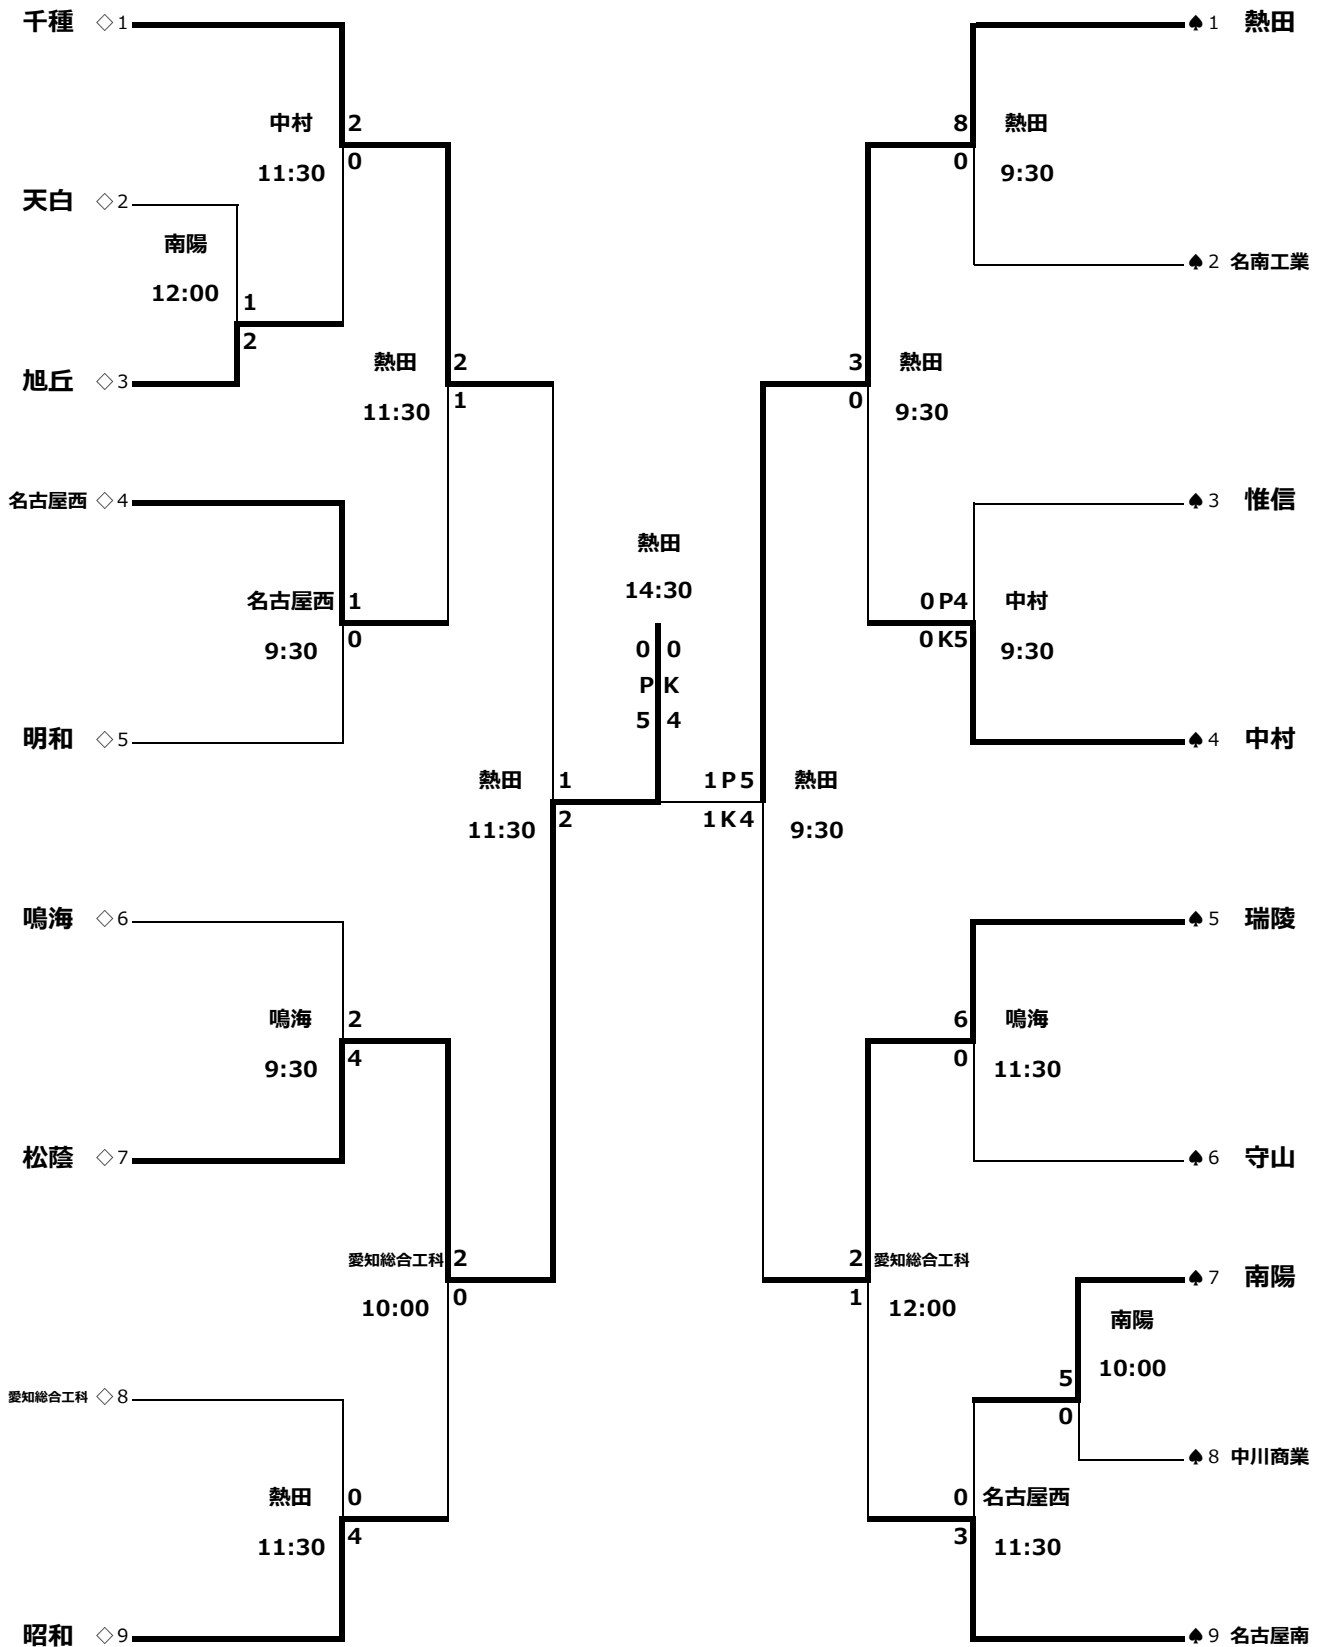 千種 ◇1
中村 2
11:30 0
天白 ◇2
南陽
12:00 1
2
旭丘 ◇3
熱田 2
11:30 1
名古屋西 ◇4
名古屋西 1
9:30 0
明和 ◇5
熱田 1
11:30 2
鳴海 ◇6
鳴海 2
9:30 4
松蔭 ◇7
愛知総合工科 2
10:00 0
愛知総合工科 ◇8
熱田 0
11:30 4
昭和 ◇9
熱田
14:30
0 0
P K
5 4
♠1 熱田
8 熱田
0 9:30
♠2 名南工業
3 熱田
0 9:30
♠3 惟信
0 P4 中村
0 K5 9:30
♠4 中村
1 P 5 熱田
1 K 4 9:30
♠5 瑞陵
6 鳴海
0 11:30
♠6 守山
2 愛知総合工科
1 12:00
♠7 南陽
南陽
5 10:00
0
♠8 中川商業
0 名古屋西
3 11:30
♠9 名古屋南